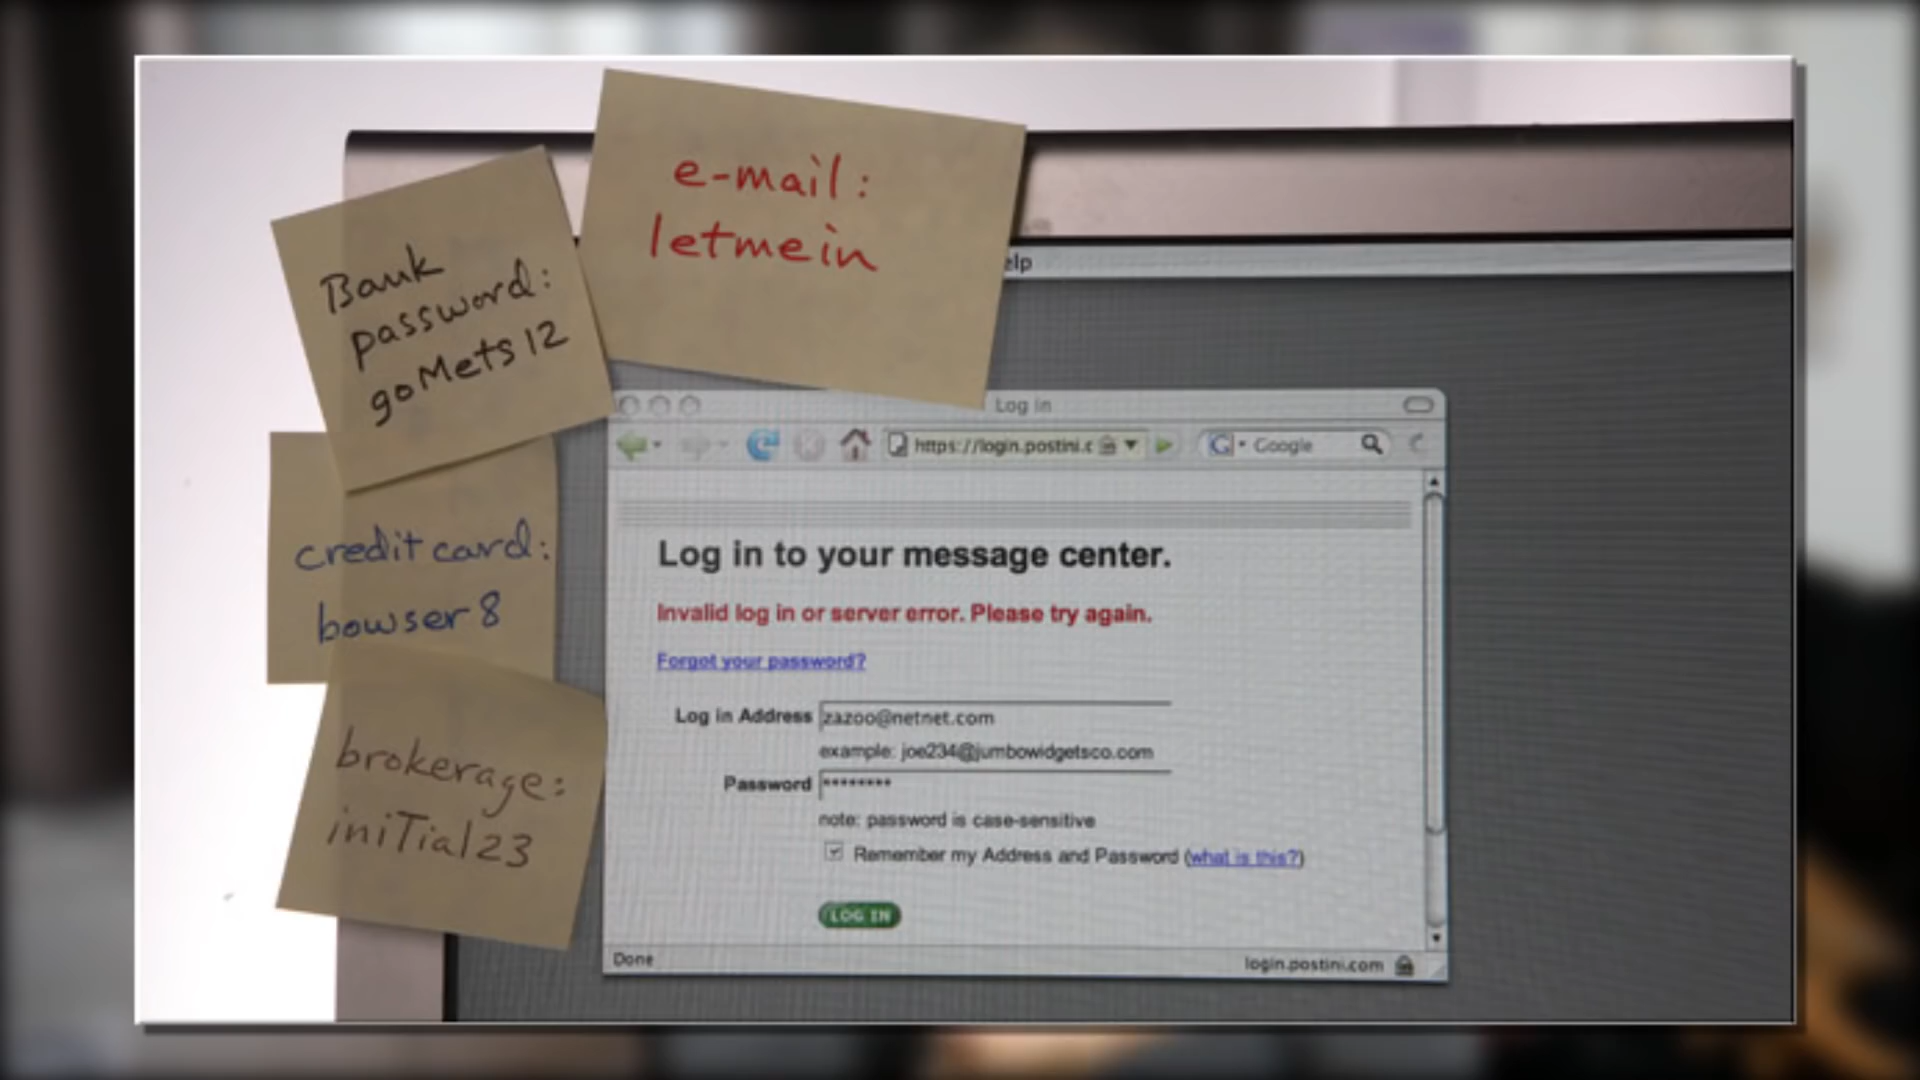 e-mail:
letmein
Bank
password:
goMets12
credit card:
bowser8
brokerage:
iniTial23
elp
Log in
https://login.postini.c
Google
Log in to your message center.
Invalid log in or server error. Please try again.
Forgot your password?
Log in Address zazoo@netnet.com
example: joe234@jumbowidgetsco.com
Password ********
note: password is case-sensitive
Remember my Address and Password (what is this?)
LOG IN
Done
login.postini.com